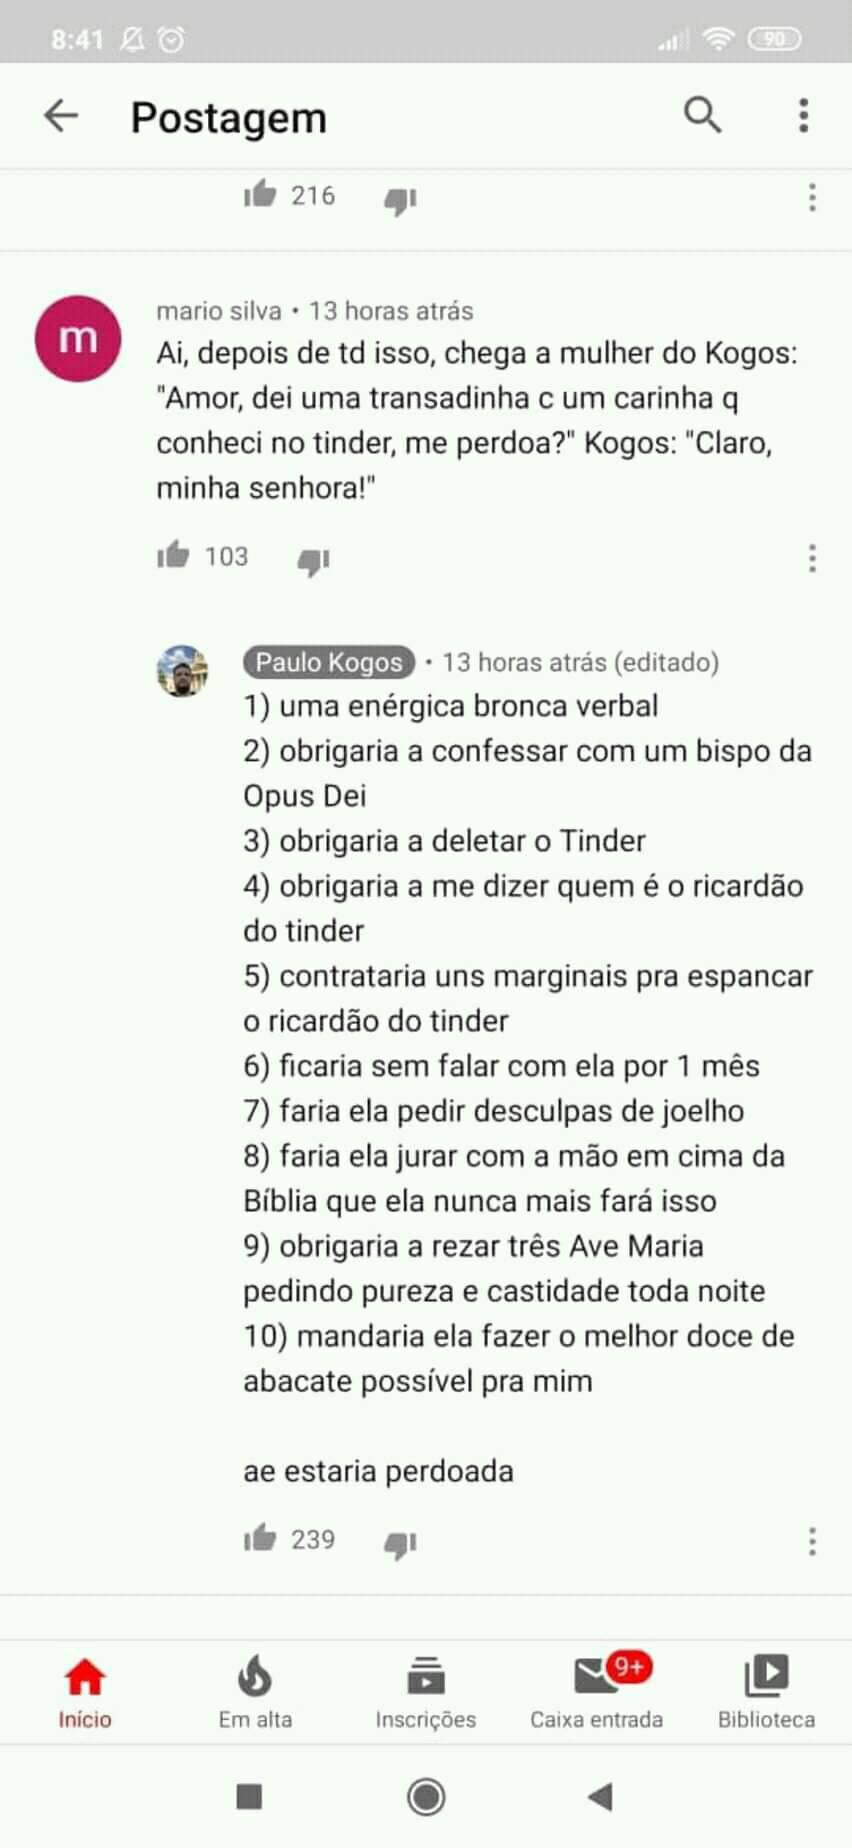 8:41
90
Postagem
216
m
mario silva • 13 horas atrás
Ai, depois de td isso, chega a mulher do Kogos:
"Amor, dei uma transadinha c um carinha q
conheci no tinder, me perdoa?" Kogos: "Claro,
minha senhora!"
103
Paulo Kogos • 13 horas atrás (editado)
1) uma enérgica bronca verbal
2) obrigaria a confessar com um bispo da
Opus Dei
3) obrigaria a deletar o Tinder
4) obrigaria a me dizer quem é o ricardão
do tinder
5) contrataria uns marginais pra espancar
o ricardão do tinder
6) ficaria sem falar com ela por 1 mês
7) faria ela pedir desculpas de joelho
8) faria ela jurar com a mão em cima da
Bíblia que ela nunca mais fará isso
9) obrigaria a rezar três Ave Maria
pedindo pureza e castidade toda noite
10) mandaria ela fazer o melhor doce de
abacate possível pra mim
ae estaria perdoada
239
9+
Início Em alta Inscrições Caixa entrada Biblioteca